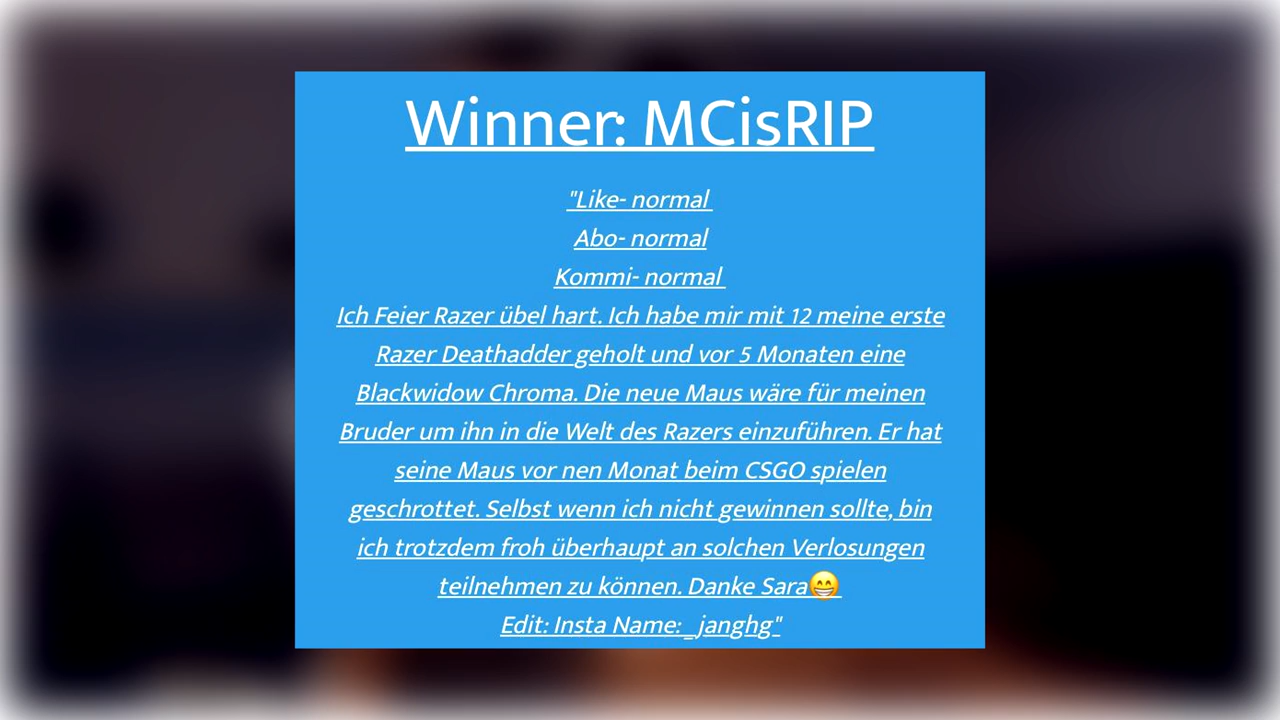 Winner: MCisRIP
"Like- normal
Abo- normal
Kommi- normal
Ich Feier Razer übel hart. Ich habe mir mit 12 meine erste
Razer Deathadder geholt und vor 5 Monaten eine
Blackwidow Chroma. Die neue Maus wäre für meinen
Bruder um ihn in die Welt des Razers einzuführen. Er hat
seine Maus vor nen Monat beim CSGO spielen
geschrottet. Selbst wenn ich nicht gewinnen sollte, bin
ich trotzdem froh überhaupt an solchen Verlosungen
teilnehmen zu können. Danke Sara😁
Edit: Insta Name:_janghg"